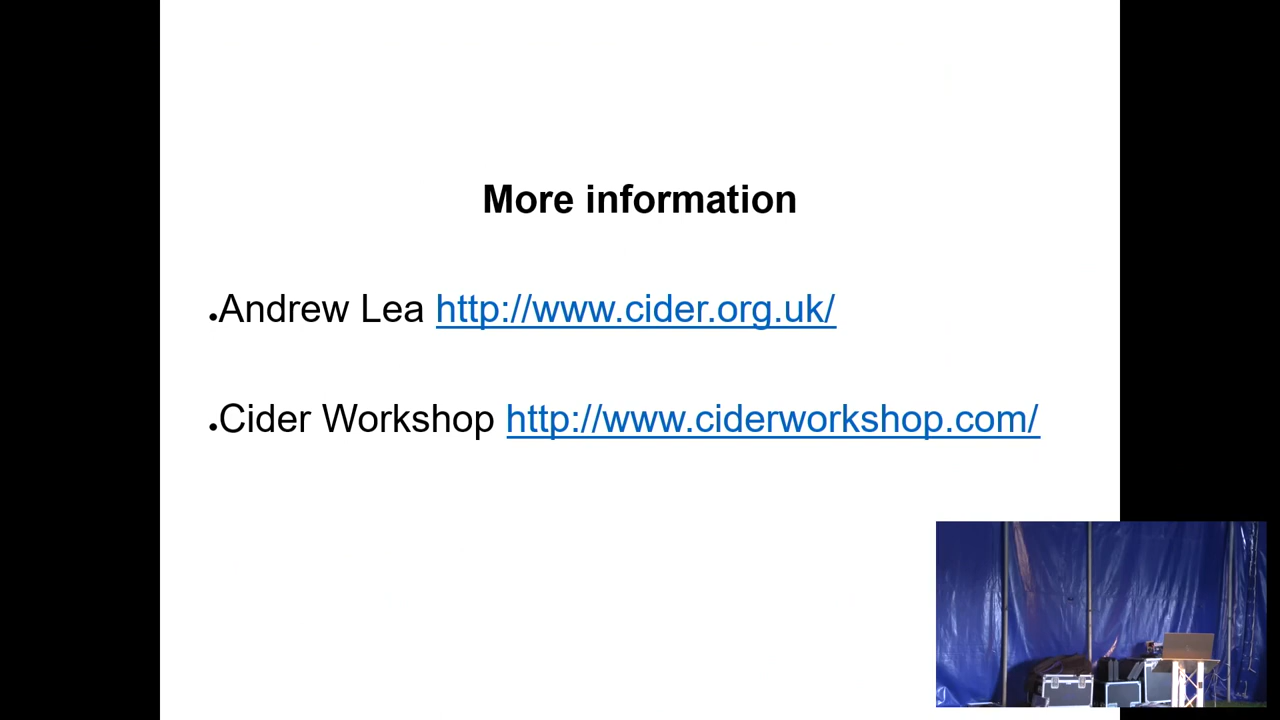 More information
●Andrew Lea http://www.cider.org.uk/
●Cider Workshop http://www.ciderworkshop.com/